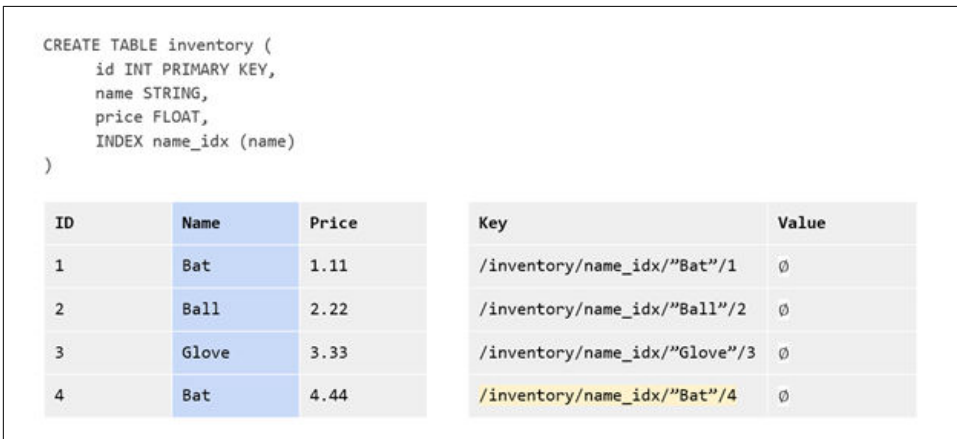 CREATE TABLE inventory (
id INT PRIMARY KEY,
name STRING,
price FLOAT,
INDEX name_idx (name)
)
ID Name Price Key Value
1 Bat 1.11 /inventory/name_idx/”Bat”/1 Ø
2 Ball 2.22 /inventory/name_idx/”Ball”/2 Ø
3 Glove 3.33 /inventory/name_idx/”Glove”/3 Ø
4 Bat 4.44 /inventory/name_idx/”Bat”/4 Ø